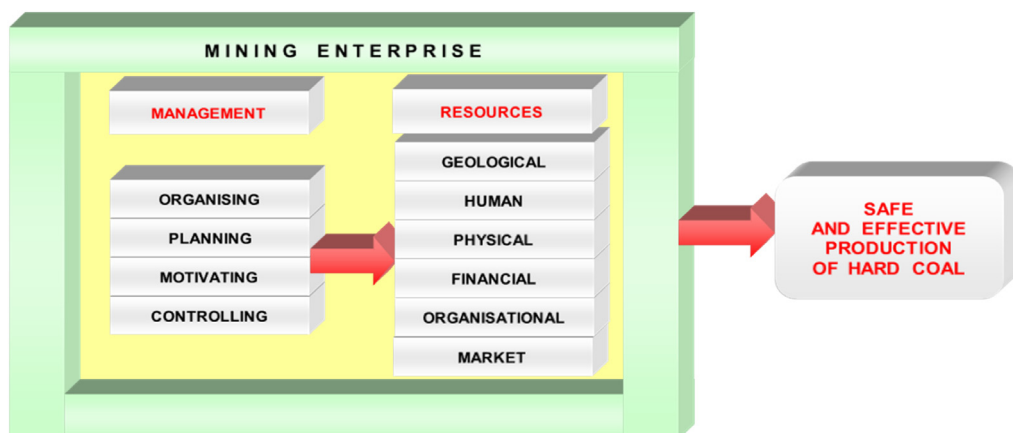 MINING ENTERPRISE
MANAGEMENT
ORGANISING
PLANNING
MOTIVATING
CONTROLLING
RESOURCES
GEOLOGICAL
HUMAN
PHYSICAL
FINANCIAL
ORGANISATIONAL
MARKET
SAFE
AND EFFECTIVE
PRODUCTION
OF HARD COAL